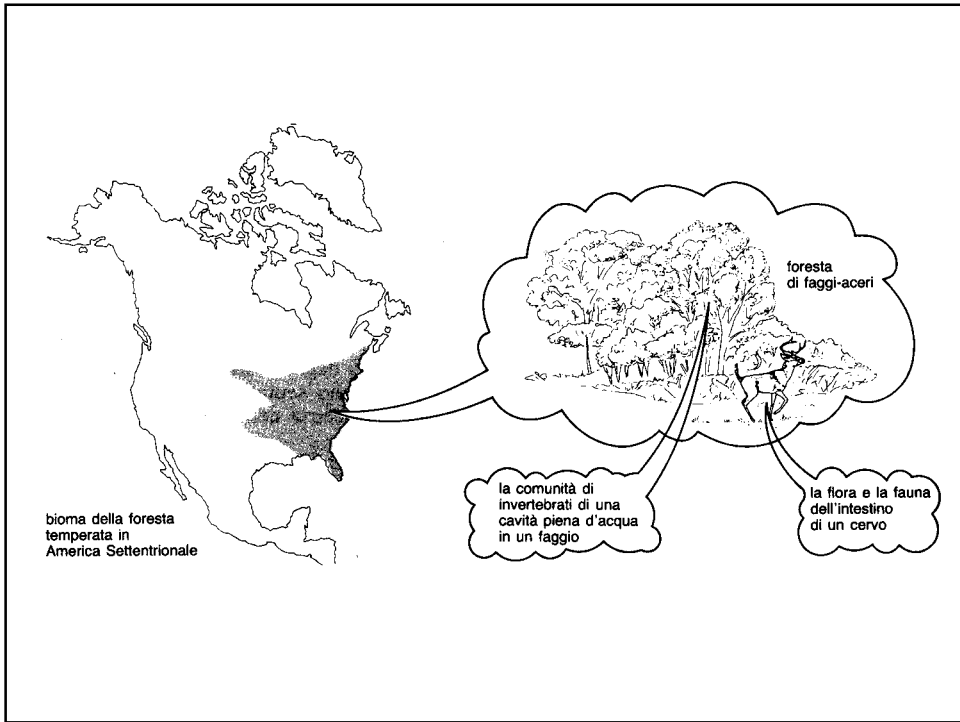 bioma della foresta
temperata in
America Settentrionale
foresta
di faggi-aceri
la comunità di
invertebrati di una
cavità piena d'acqua
in un faggio
la flora e la fauna
dell'intestino
di un cervo